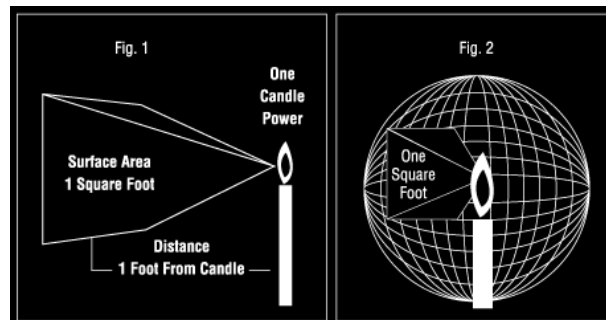 Fig. 1
One
Candle
Power
Surface Area
1 Square Foot
Distance
1 Foot From Candle
Fig. 2
One
Square
Foot